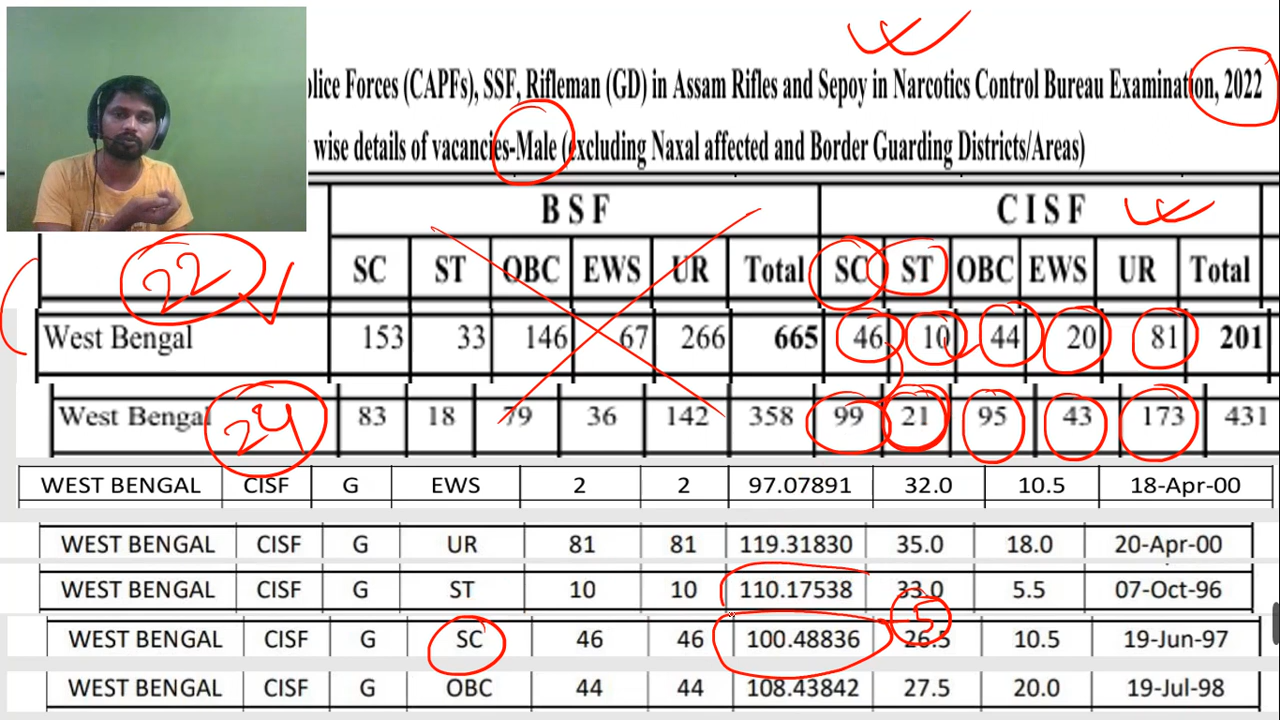 olice Forces (CAPFs), SSF, Rifleman (GD) in Assam Rifles and Sepoy in Narcotics Control Bureau Examination, 2022
wise details of vacancies-Male (excluding Naxal affected and Border Guarding Districts/Areas)
BSF CISF
22 SC ST OBC EWS UR Total SC ST OBC EWS UR Total
West Bengal 153 33 146 67 266 665 46 10 44 20 81 201
West Bengal 24 83 18 79 36 142 358 99 21 95 43 173 431
WEST BENGAL CISF G EWS 2 2 97.07891 32.0 10.5 18-Apr-00
WEST BENGAL CISF G UR 81 81 119.31830 35.0 18.0 20-Apr-00
WEST BENGAL CISF G ST 10 10 110.17538 33.0 5.5 07-Oct-96
WEST BENGAL CISF G SC 46 46 100.48836 26.5 10.5 19-Jun-97
5
WEST BENGAL CISF G OBC 44 44 108.43842 27.5 20.0 19-Jul-98